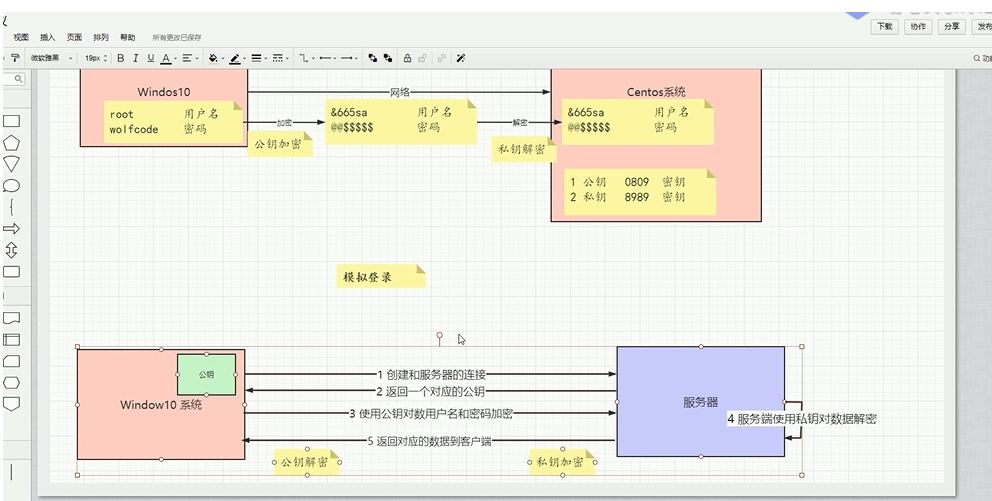 下载 协作 分享 发布
视图 插入 页面 排列 帮助 所有更改已保存
微软雅黑 19px B I U A
Windos10 网络 Centos系统
root 用户名
wolfcode 密码
加密
公钥加密
&665sa 用户名
@@$$$$$ 密码
解密
私钥解密
&665sa 用户名
@@$$$$$ 密码
1 公钥 0809 密钥
2 私钥 8989 密钥
模拟登录
公钥
Window10 系统
1 创建和服务器的连接
2 返回一个对应的公钥
3 使用公钥对数用户名和密码加密
5 返回对应的数据到客户端
服务器
4 服务端使用私钥对数据解密
公钥解密
私钥加密